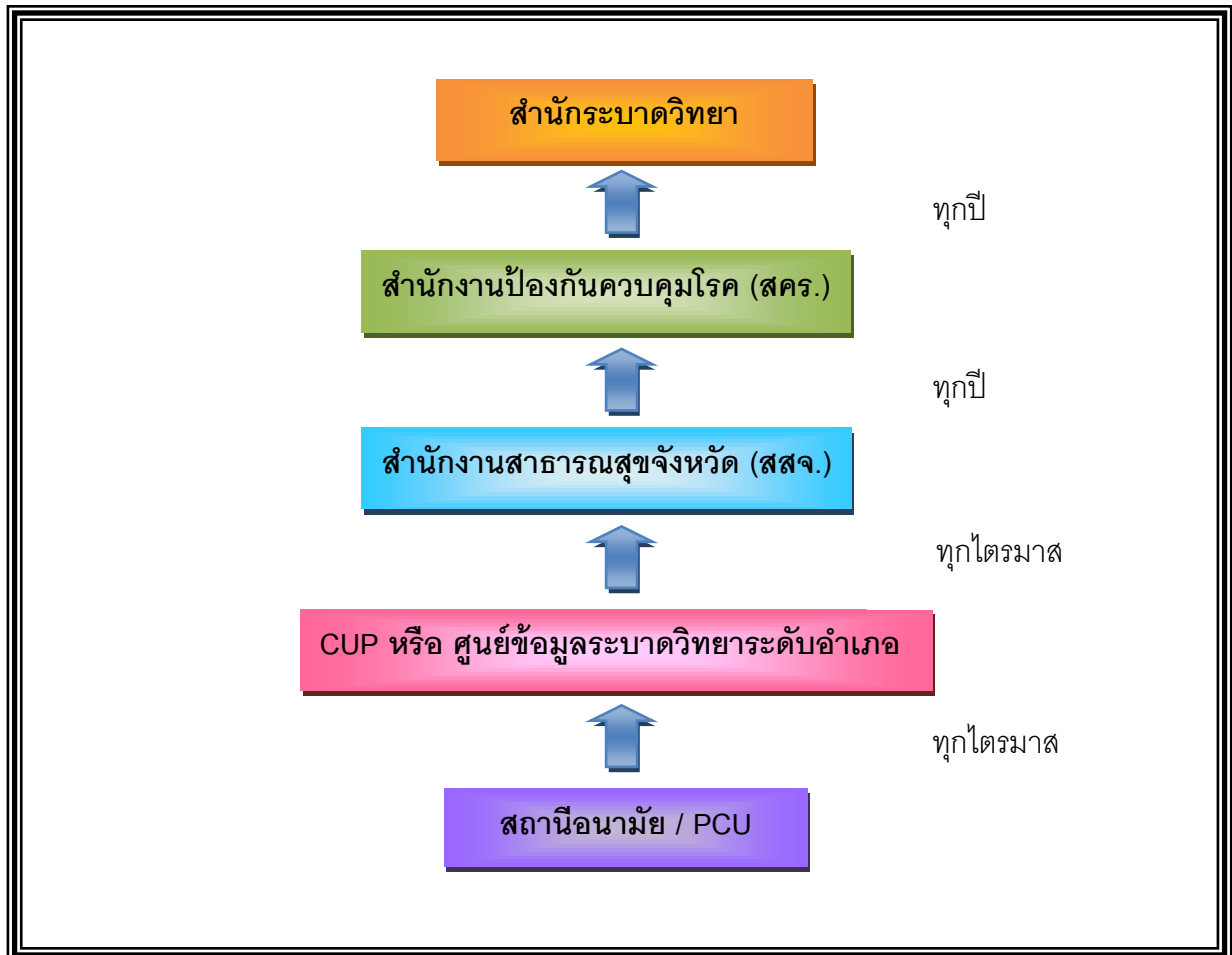 สำนักระบาดวิทยา
ทุกปี
สำนักงานป้องกันควบคุมโรค (สคร.)
ทุกปี
สำนักงานสาธารณสุขจังหวัด (สสจ.)
ทุกไตรมาส
CUP หรือ ศูนย์ข้อมูลระบาดวิทยาระดับอำเภอ
ทุกไตรมาส
สถานีอนามัย / PCU